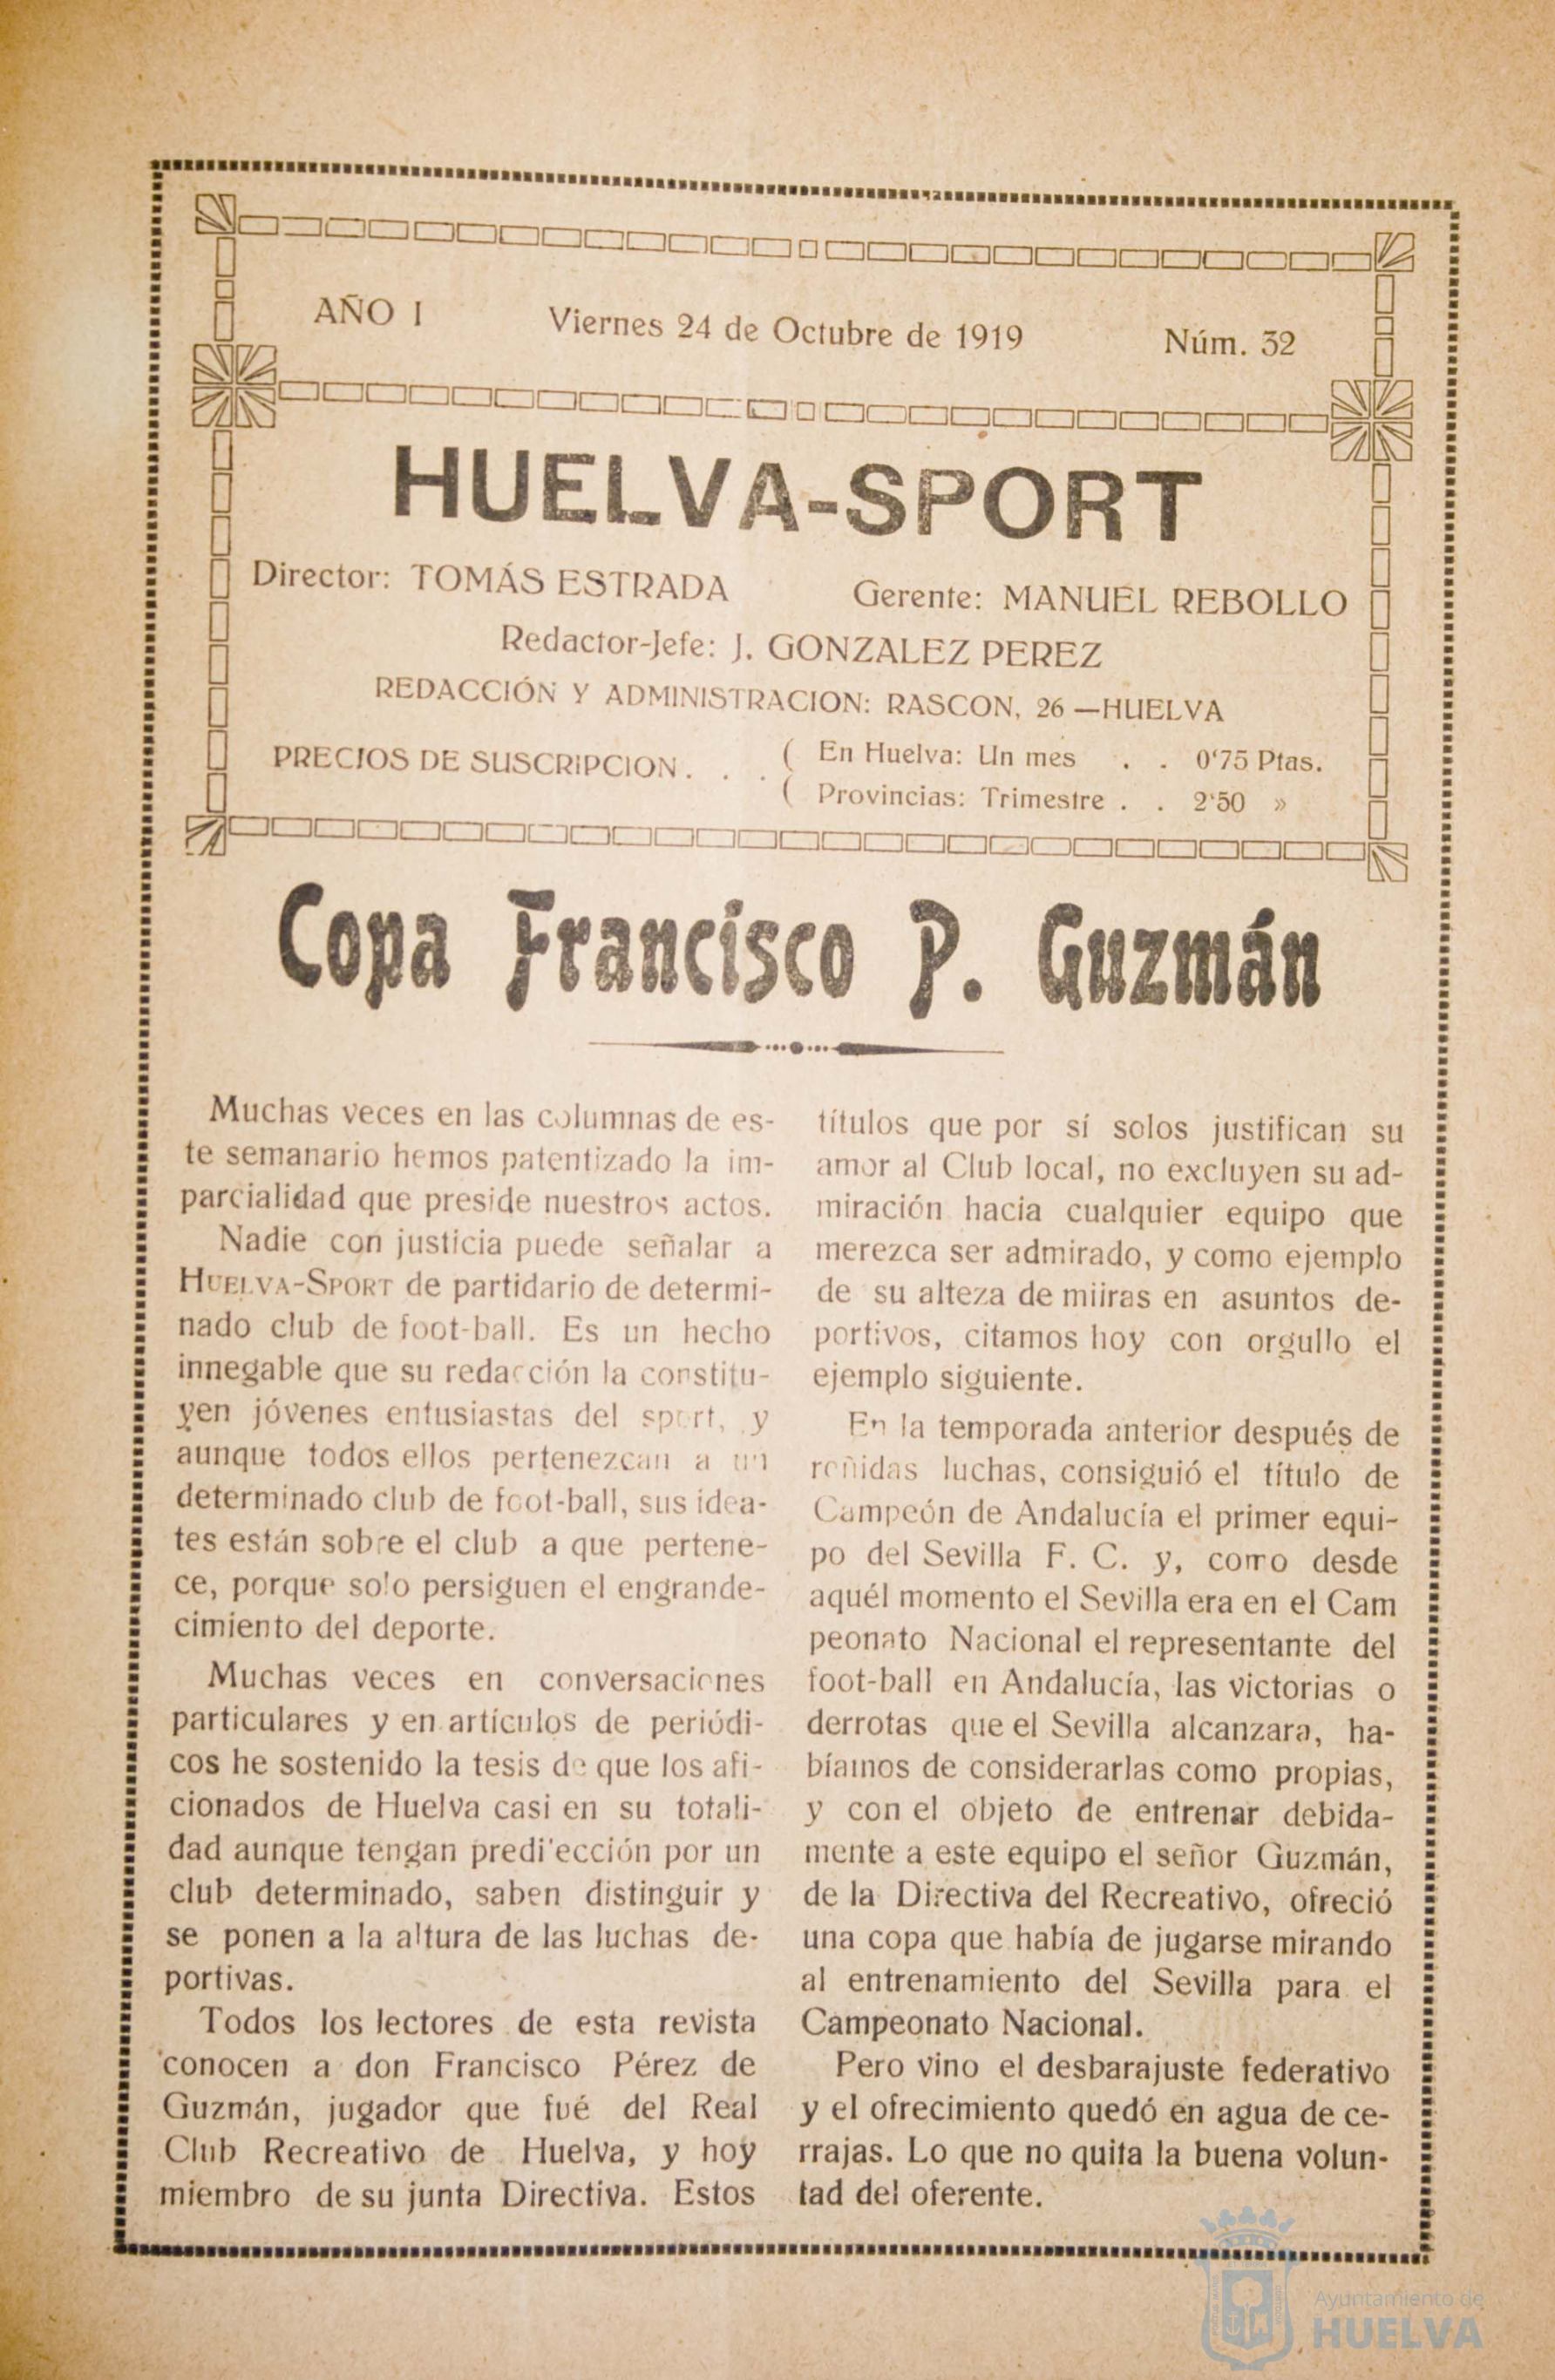 AÑO I
Viernes 24 de Octubre de 1919
Núm. 32
HUELVA-SPORT
Director: TOMÁS ESTRADA
Gerente: MANUEL REBOLLO
Redactor-Jefe: J. GONZALEZ PEREZ
REDACCIÓN Y ADMINISTRACION: RASCON, 26 —HUELVA
PRECIOS DE SUSCRIPCION. . . ( En Huelva: Un mes . . 0'75 Ptas.
( Provincias: Trimestre . . 2'50 »
Copa Francisco P. Guzmán
Muchas veces en las columnas de es-
te semanario hemos patentizado la im-
parcialidad que preside nuestros actos.
Nadie con justicia puede señalar a
HUELVA-SPORT de partidario de determi-
nado club de foot-ball. Es un hecho
innegable que su redacción la constitu-
yen jóvenes entusiastas del sport, y
aunque todos ellos pertenezcan a un
determinado club de foot-ball, sus idea-
tes están sobre el club a que pertene-
ce, porque solo persiguen el engrande-
cimiento del deporte.
Muchas veces en conversaciones
particulares y en artículos de periódi-
cos he sostenido la tesis de que los afi-
cionados de Huelva casi en su totali-
dad aunque tengan predi'ección por un
club determinado, saben distinguir y
se ponen a la altura de las luchas de-
portivas.
Todos los lectores de esta revista
conocen a don Francisco Pérez de
Guzmán, jugador que fué del Real
Club Recreativo de Huelva, y hoy
miembro de su junta Directiva. Estos
títulos que por sí solos justifican su
amor al Club local, no excluyen su ad-
miración hacia cualquier equipo que
merezca ser admirado, y como ejemplo
de su alteza de miiras en asuntos de-
portivos, citamos hoy con orgullo el
ejemplo siguiente.
En la temporada anterior después de
reñidas luchas, consiguió el título de
Campeón de Andalucía el primer equi-
po del Sevilla F. C. y, como desde
aquél momento el Sevilla era en el Cam
peonato Nacional el representante del
foot-ball en Andalucía, las victorias o
derrotas que el Sevilla alcanzara, ha-
bíamos de considerarlas como propias,
y con el objeto de entrenar debida-
mente a este equipo el señor Guzmán,
de la Directiva del Recreativo, ofreció
una copa que había de jugarse mirando
al entrenamiento del Sevilla para el
Campeonato Nacional.
Pero vino el desbarajuste federativo
y el ofrecimiento quedó en agua de ce-
rrajas. Lo que no quita la buena volun-
tad del oferente.
Ayuntamiento de
HUELVA